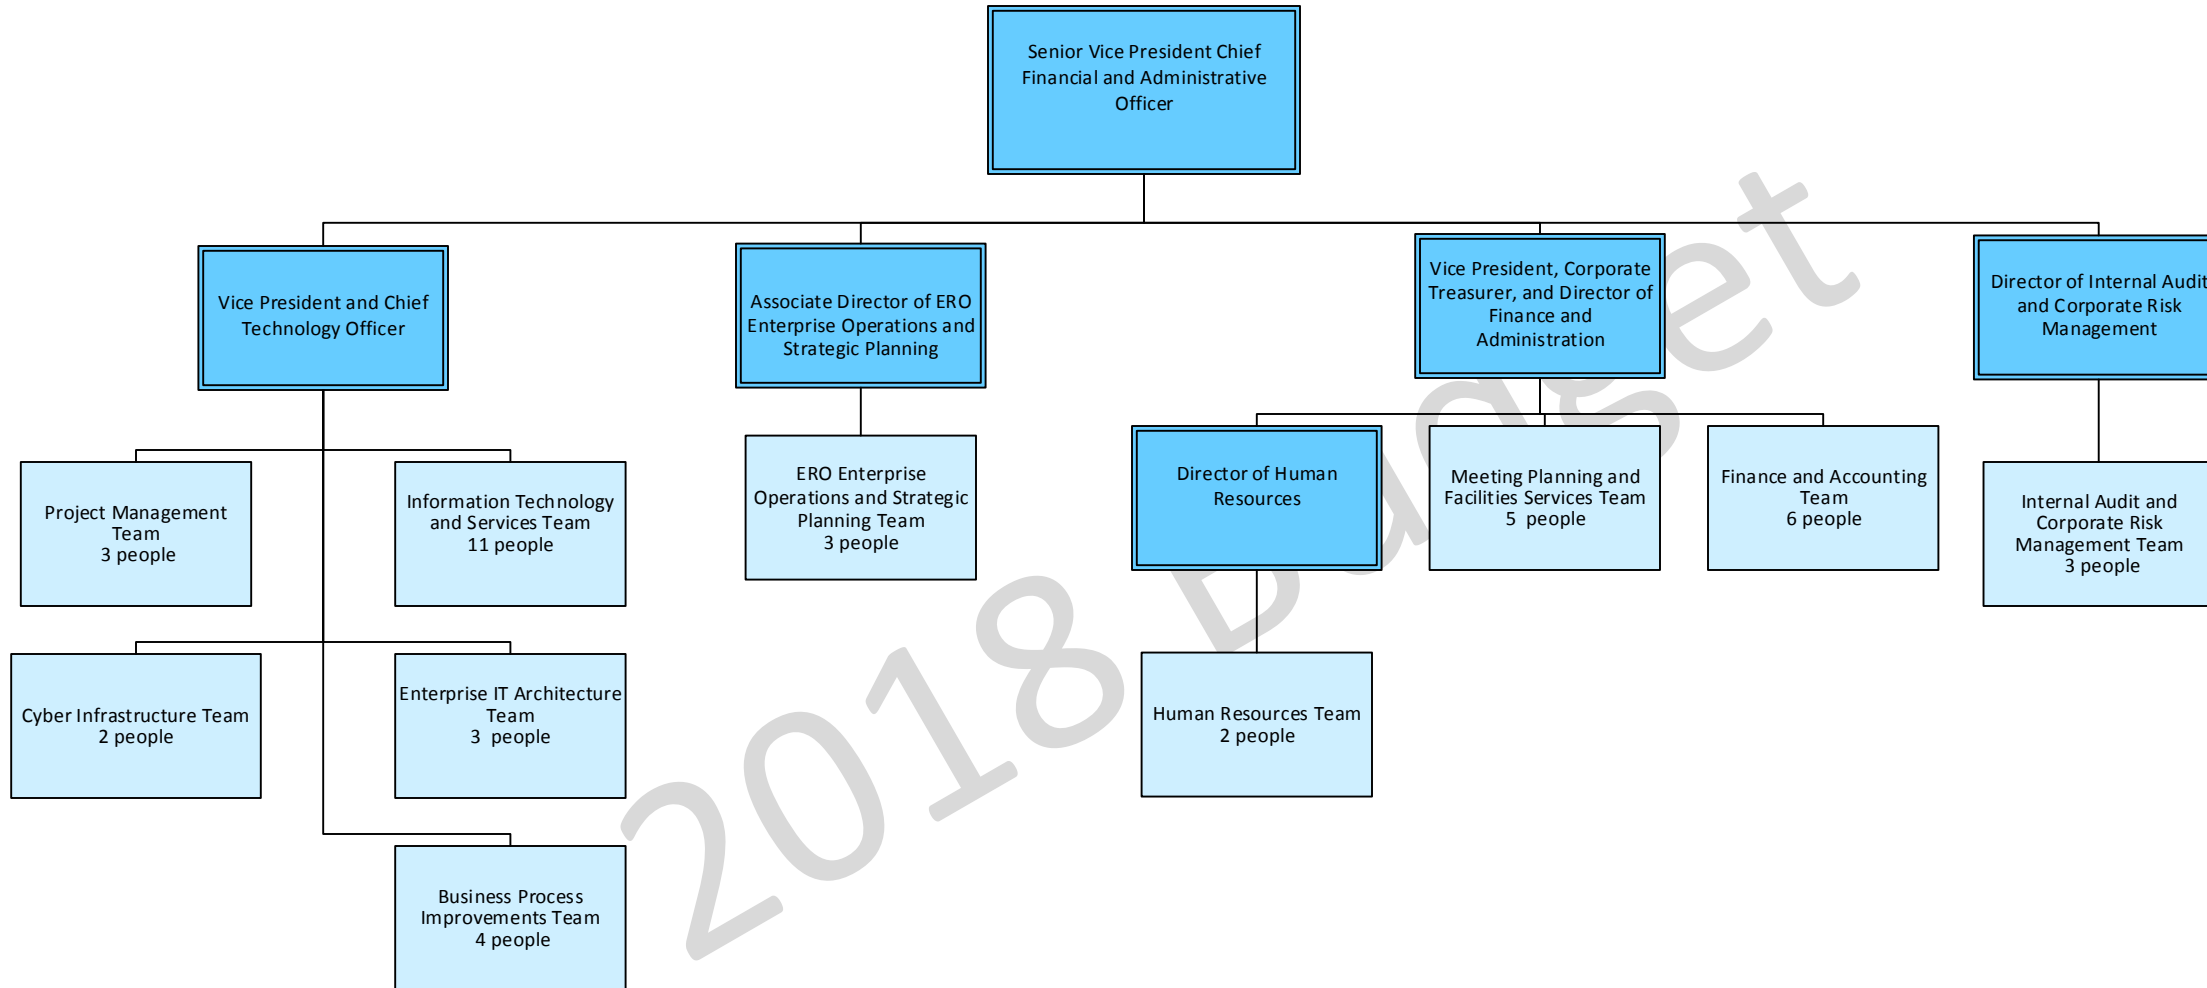 Senior Vice President Chief
Financial and Administrative
Officer
Vice President and Chief
Technology Officer
Associate Director of ERO
Enterprise Operations and
Strategic Planning
Vice President, Corporate
Treasurer, and Director of
Finance and
Administration
Director of Internal Audit
and Corporate Risk
Management
Project Management
Team
3 people
Information Technology
and Services Team
11 people
ERO Enterprise
Operations and Strategic
Planning Team
3 people
Director of Human
Resources
Meeting Planning and
Facilities Services Team
5 people
Finance and Accounting
Team
6 people
Internal Audit and
Corporate Risk
Management Team
3 people
Cyber Infrastructure Team
2 people
Enterprise IT Architecture
Team
3 people
Human Resources Team
2 people
Business Process
Improvements Team
4 people
2018 Budget